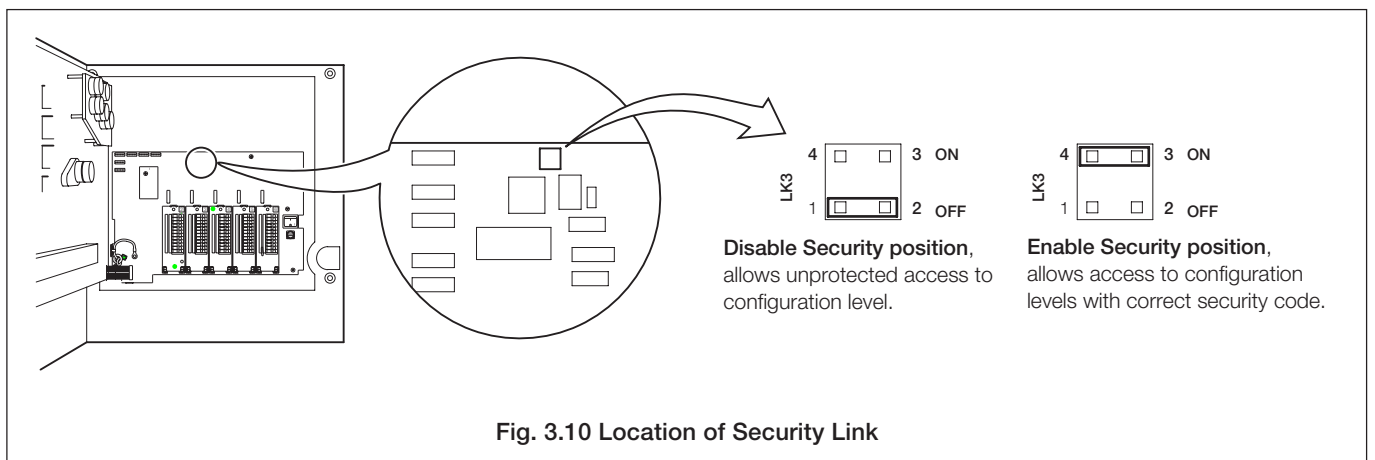 4 3 ON
LK3
1 2 OFF
Disable Security position,
allows unprotected access to
configuration level.
4 3 ON
LK3
1 2 OFF
Enable Security position,
allows access to configuration
levels with correct security code.
Fig. 3.10 Location of Security Link